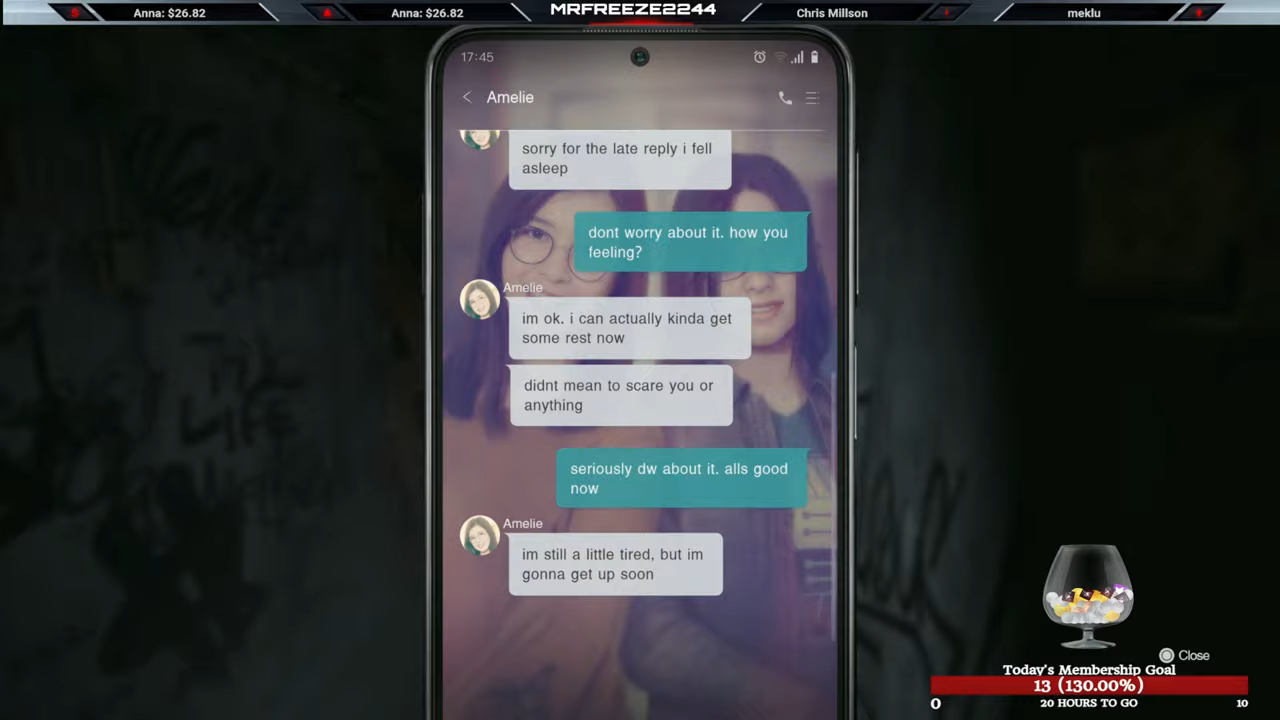 Anna: $26.82
Anna: $26.82
MRFREEZE2244
Chris Millson
meklu
17:45
Amelie
sorry for the late reply i fell
asleep
dont worry about it. how you
feeling?
Amelie
im ok. i can actually kinda get
some rest now
didnt mean to scare you or
anything
seriously dw about it. alls good
now
Amelie
im still a little tired, but im
gonna get up soon
Close
Today's Membership Goal
13 (130.00%)
0
20 HOURS TO GO
10